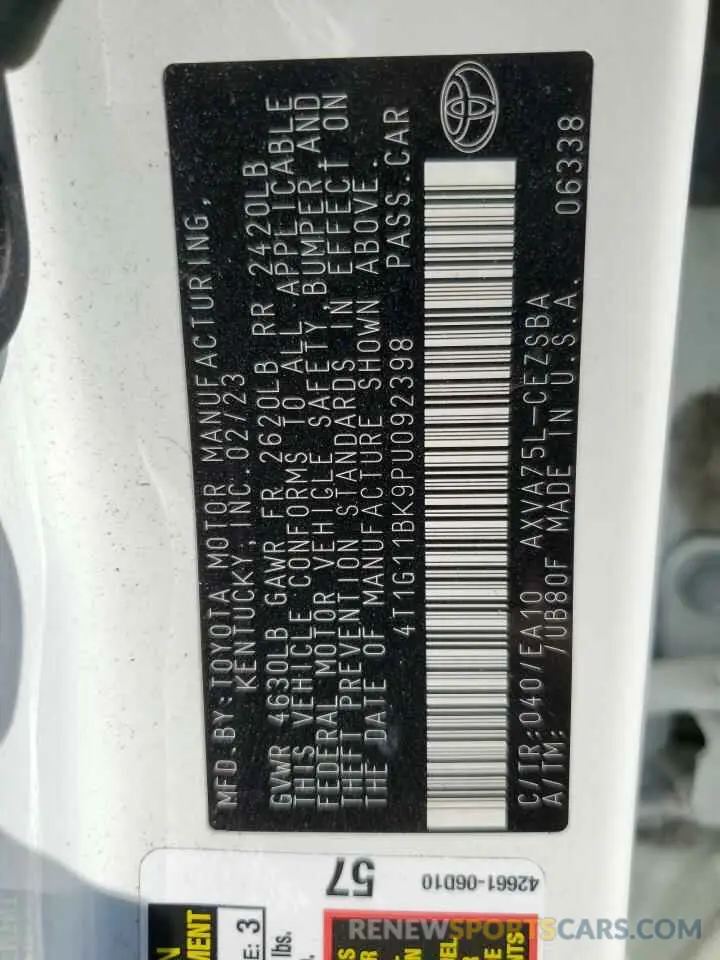 MFD.BY:TOYOTA MOTOR MANUFACTURING,
KENTUCKY, INC.02/23
GVWR 4630LB GAWR FR 2620LB RR 2420LB
THIS VEHICLE CONFORMS TO ALL APPLICABLE
FEDERAL MOTOR VEHICLE SAFETY, BUMPER, AND
THEFT PREVENTION STANDARDS IN EFFECT ON
THE DATE OF MANUFACTURE SHOWN ABOVE.
4T1G11BK9PU092398 PASS.CAR
C/TR:040/EA10 AXVA75L-CEZSBA
A/TM: /UB80F MADE IN U.S.A. 06338
57
42661-06D10
E: 3
lbs.
RENEWSPORTSCARS.COM